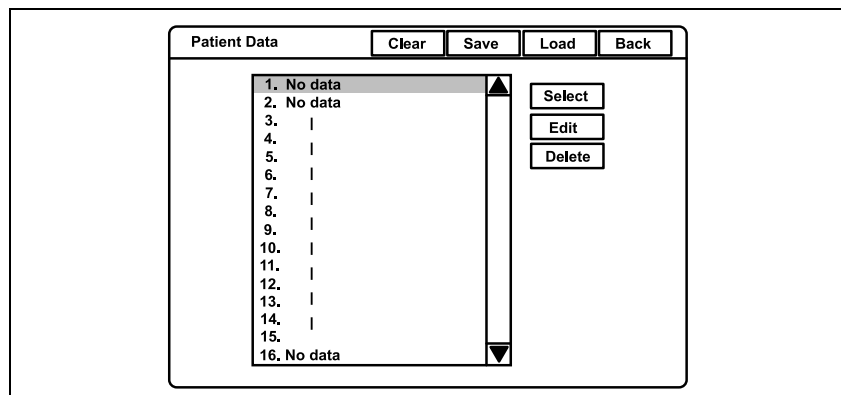 Patient Data Clear Save Load Back
1. No data
2. No data
3.
4.
5.
6.
7.
8.
9.
10.
11.
12.
13.
14.
15.
16. No data
Select
Edit
Delete